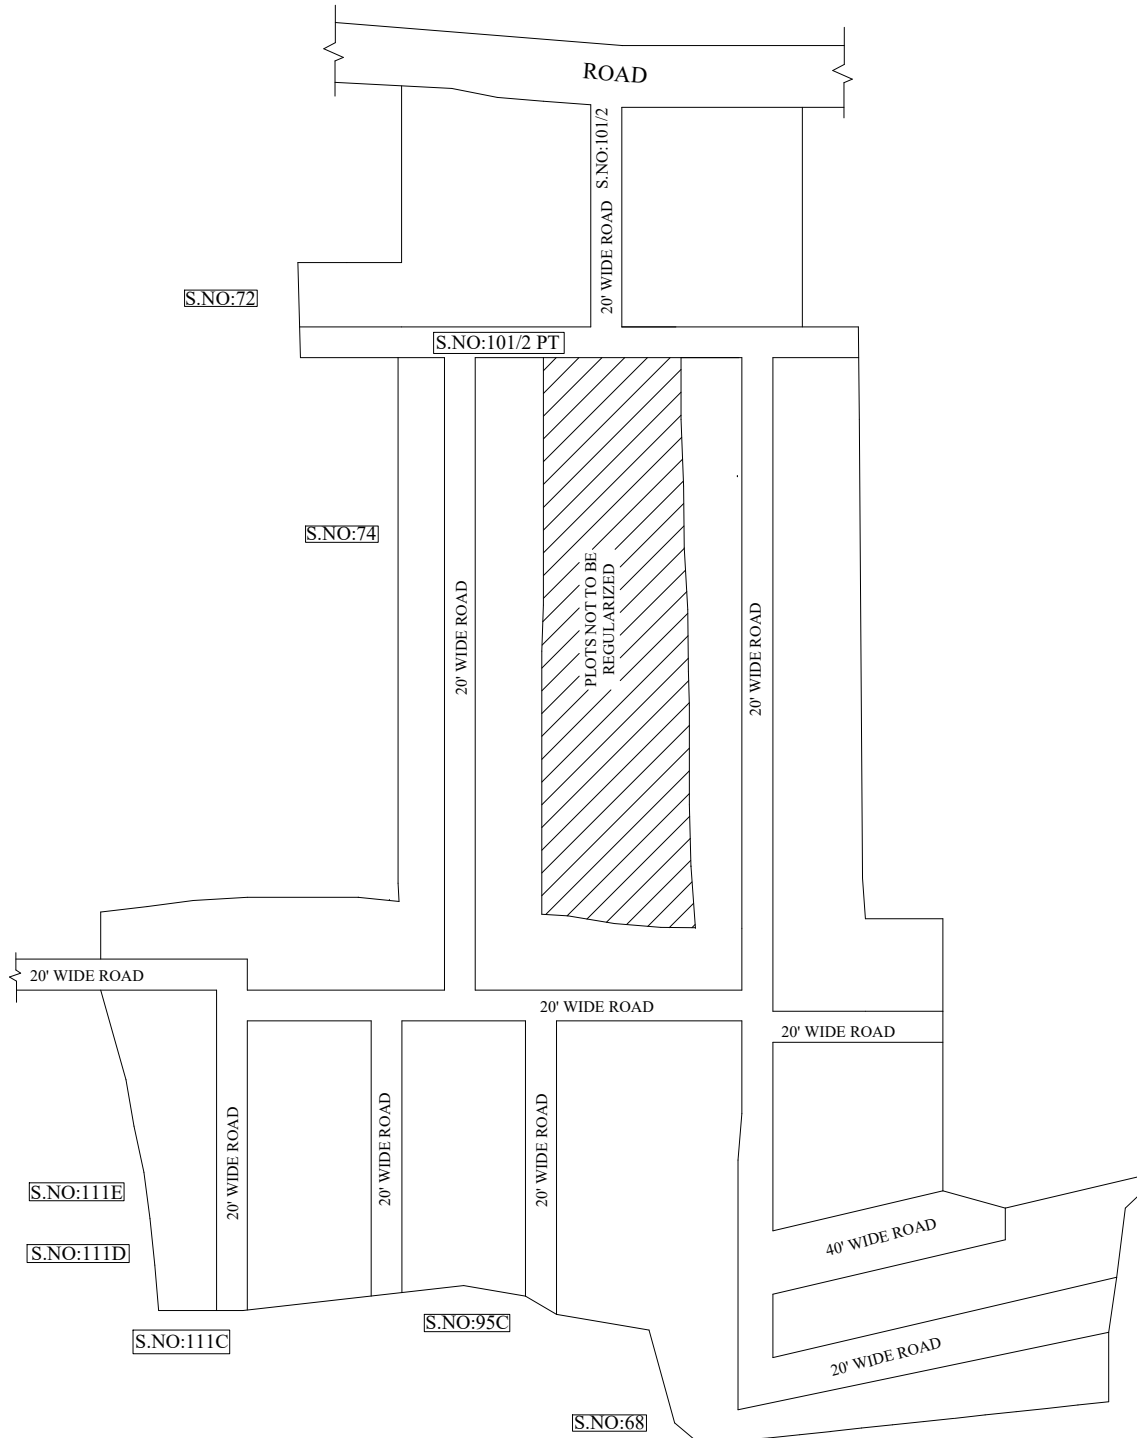 ROAD
S.NO:101/2
20' WIDE ROAD
S.NO:72
S.NO:101/2 PT
S.NO:74
PLOTS NOT TO BE
REGULARIZED
20' WIDE ROAD
20' WIDE ROAD
20' WIDE ROAD
20' WIDE ROAD
20' WIDE ROAD
20' WIDE ROAD
20' WIDE ROAD
20' WIDE ROAD
S.NO:111E
S.NO:111D
40' WIDE ROAD
S.NO:111C
S.NO:95C
20' WIDE ROAD
S.NO:68